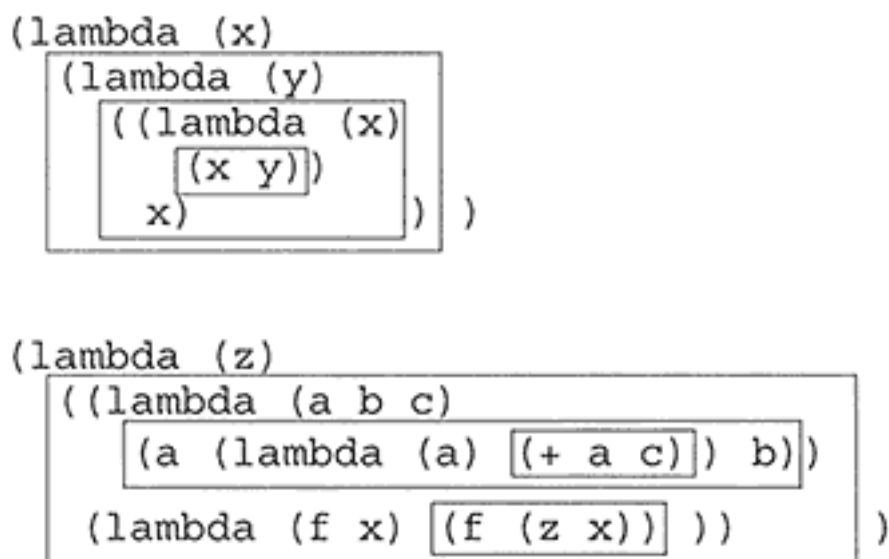 (lambda (x)
(lambda (y)
((lambda (x)
(x y))
x) ) )
(lambda (z)
((lambda (a b c)
(a (lambda (a) (+ a c)) b))
(lambda (f x) (f (z x)) )) )